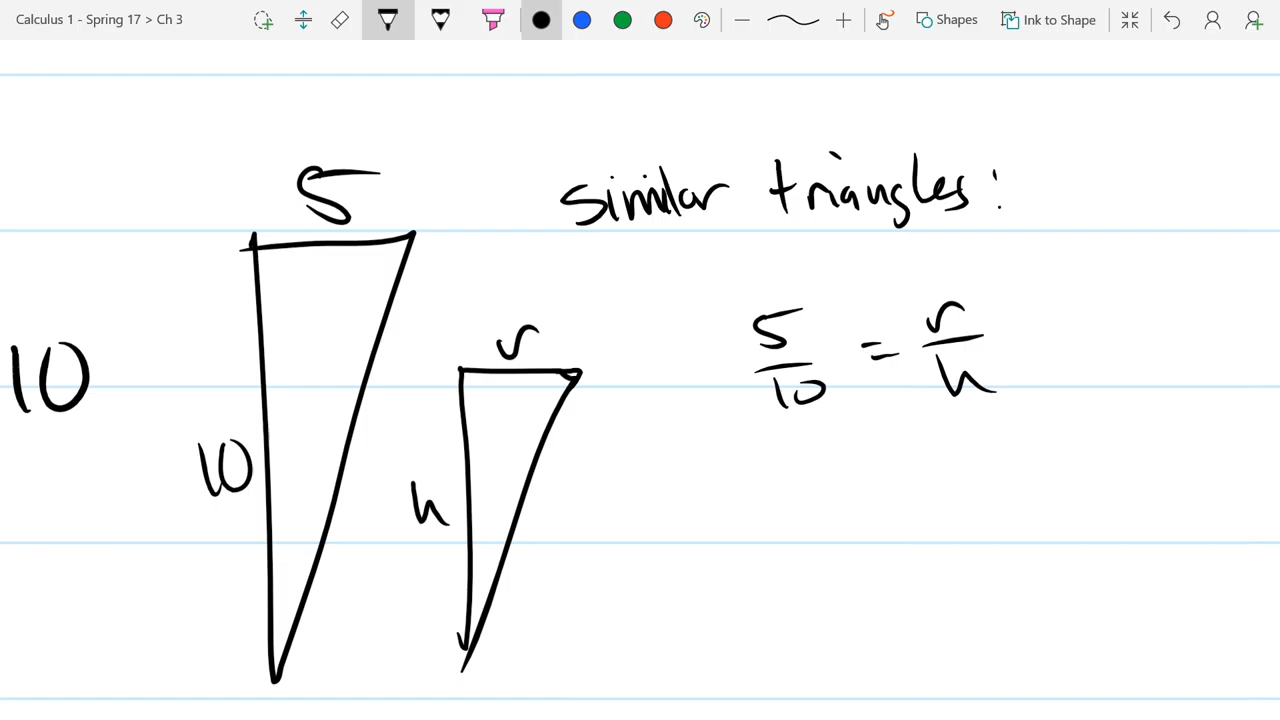 Calculus 1 - Spring 17 > Ch 3
Shapes
Ink to Shape
5
similar triangles:
10
10
r
h
5/10 = r/h